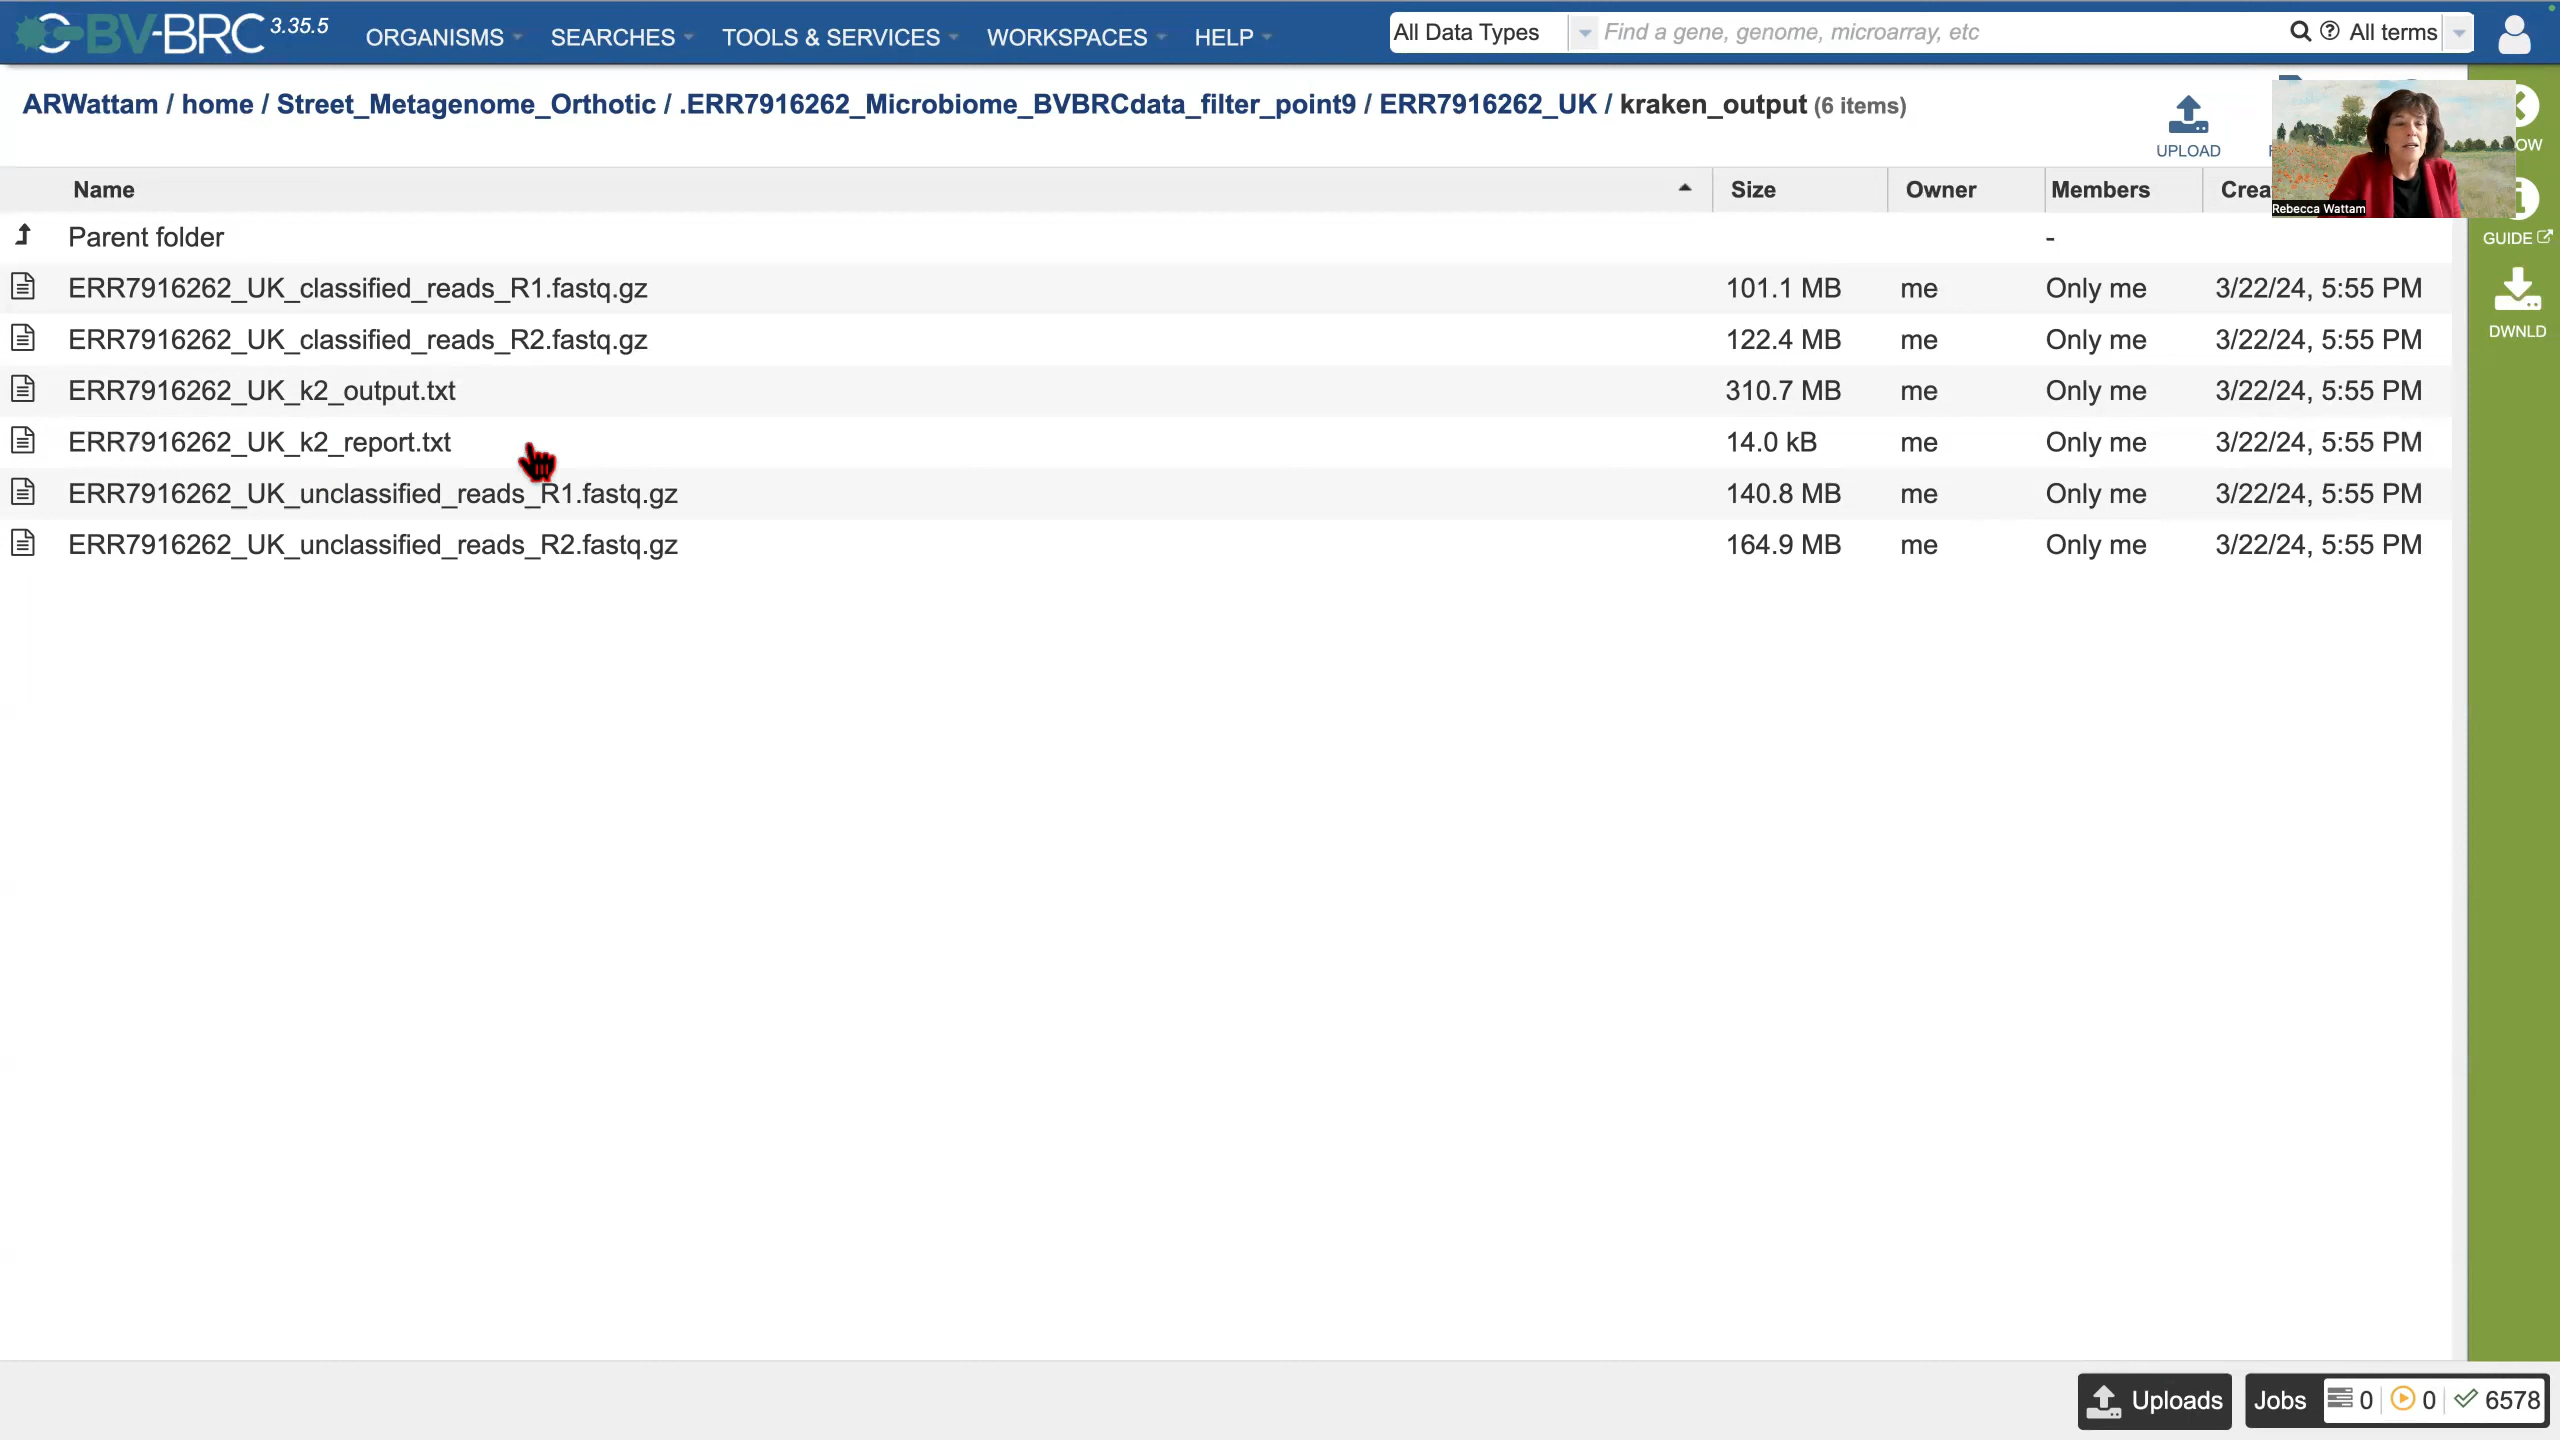 BV-BRC 3.35.5 ORGANISMS SEARCHES TOOLS & SERVICES WORKSPACES HELP All Data Types Find a gene, genome, microarray, etc All terms
ARWattam / home / Street_Metagenome_Orthotic / .ERR7916262_Microbiome_BVBRCdata_filter_point9 / ERR7916262_UK / kraken_output (6 items)
UPLOAD
OW
Name Size Owner Members Crea
Rebecca Wattam
Parent folder -
GUIDE
ERR7916262_UK_classified_reads_R1.fastq.gz 101.1 MB me Only me 3/22/24, 5:55 PM
DWNLD
ERR7916262_UK_classified_reads_R2.fastq.gz 122.4 MB me Only me 3/22/24, 5:55 PM
ERR7916262_UK_k2_output.txt 310.7 MB me Only me 3/22/24, 5:55 PM
ERR7916262_UK_k2_report.txt 14.0 kB me Only me 3/22/24, 5:55 PM
ERR7916262_UK_unclassified_reads_R1.fastq.gz 140.8 MB me Only me 3/22/24, 5:55 PM
ERR7916262_UK_unclassified_reads_R2.fastq.gz 164.9 MB me Only me 3/22/24, 5:55 PM
Uploads Jobs 0 0 6578